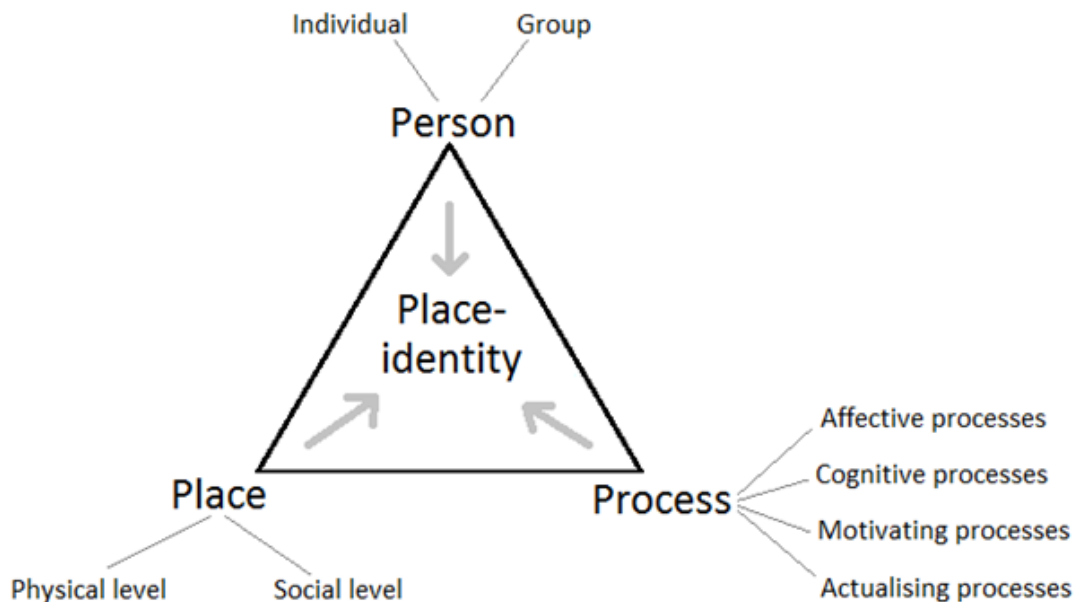 Individual
Group
Person
Place-
identity
Place
Process
Affective processes
Cognitive processes
Motivating processes
Actualising processes
Physical level
Social level